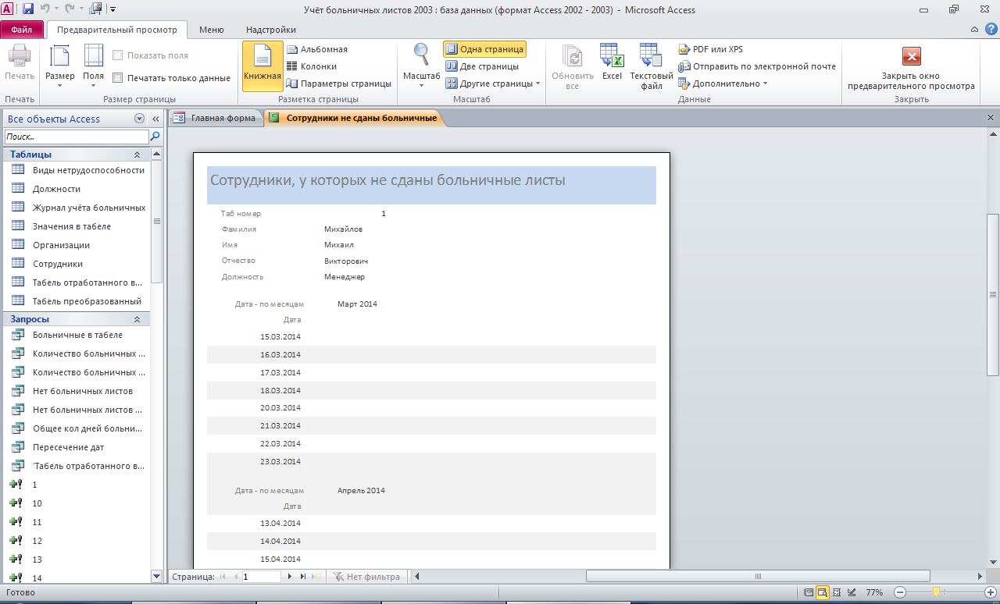 Учёт больничных листов 2003 : база данных (формат Access 2002 - 2003) - Microsoft Access
Файл
Предварительный просмотр
Меню
Надстройки
Печать
Печать
Размер
Поля
Показать поля
Печатать только данные
Размер страницы
Книжная
Альбомная
Колонки
Параметры страницы
Разметка страницы
Масштаб
Одна страница
Две страницы
Другие страницы
Масштаб
Обновить все
Excel
Текстовый файл
PDF или XPS
Отправить по электронной почте
Дополнительно
Данные
Закрыть окно предварительного просмотра
Закрыть
Все объекты Access
Поиск...
Таблицы
Виды нетрудоспособности
Должности
Журнал учёта больничных
Значения в табеле
Организации
Сотрудники
Табель отработанного в...
Табель преобразованный
Запросы
Больничные в табеле
Количество больничных ...
Количество больничных ...
Нет больничных листов
Нет больничных листов ...
Общее кол дней больни...
Пересечение дат
'Табель отработанного в...
1
10
11
12
13
14
Главная форма
Сотрудники не сданы больничные
Сотрудники, у которых не сданы больничные листы
Таб номер 1
Фамилия Михайлов
Имя Михаил
Отчество Викторович
Должность Менеджер
Дата - по месяцам Март 2014
Дата
15.03.2014
16.03.2014
17.03.2014
18.03.2014
20.03.2014
21.03.2014
22.03.2014
23.03.2014
Дата - по месяцам Апрель 2014
Дата
13.04.2014
14.04.2014
15.04.2014
Страница: 1 Нет фильтра
Готово
77%